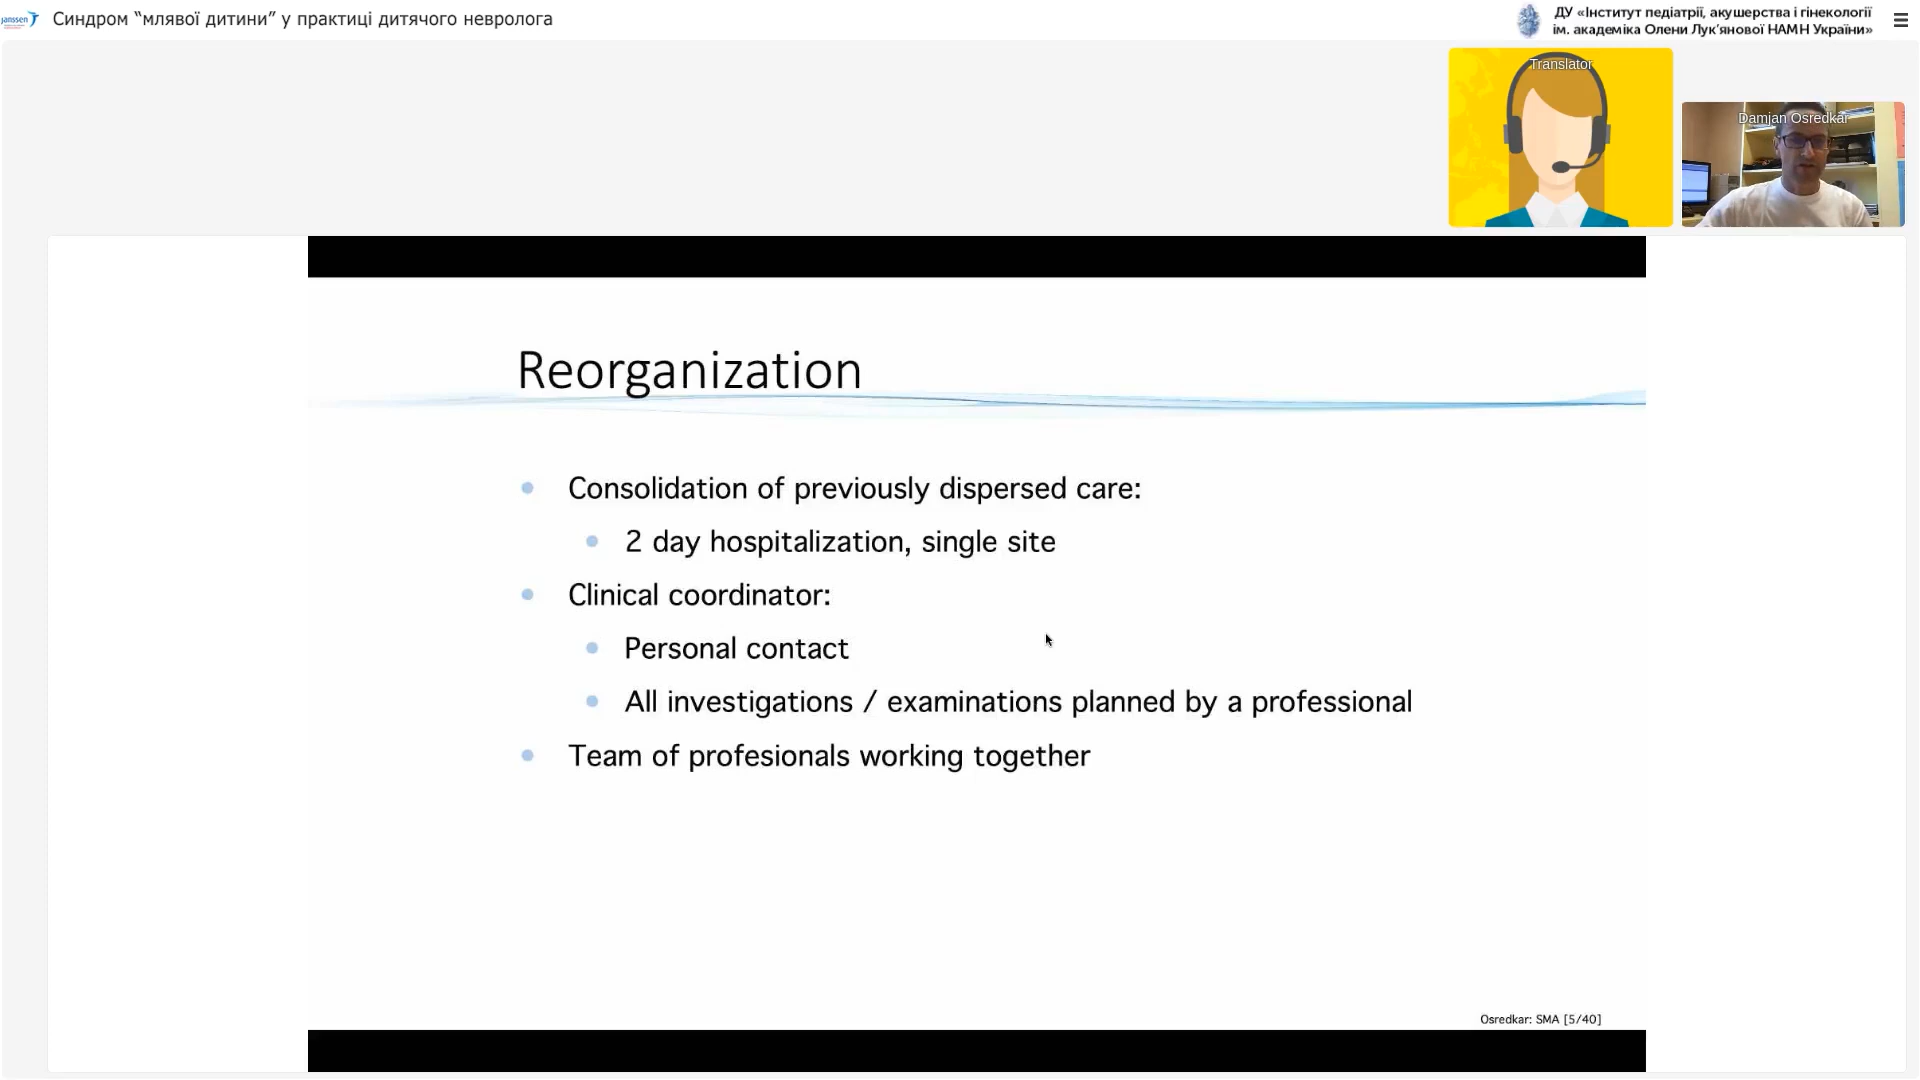 janssen
Синдром “млявої дитини” у практиці дитячого невролога
ДУ «Інститут педіатрії, акушерства і гінекології
ім. академіка Олени Лук’янової НАМН України»
Translator
Damjan Osredkar
Reorganization
Consolidation of previously dispersed care:
2 day hospitalization, single site
Clinical coordinator:
Personal contact
All investigations / examinations planned by a professional
Team of profesionals working together
Osredkar: SMA [5/40]